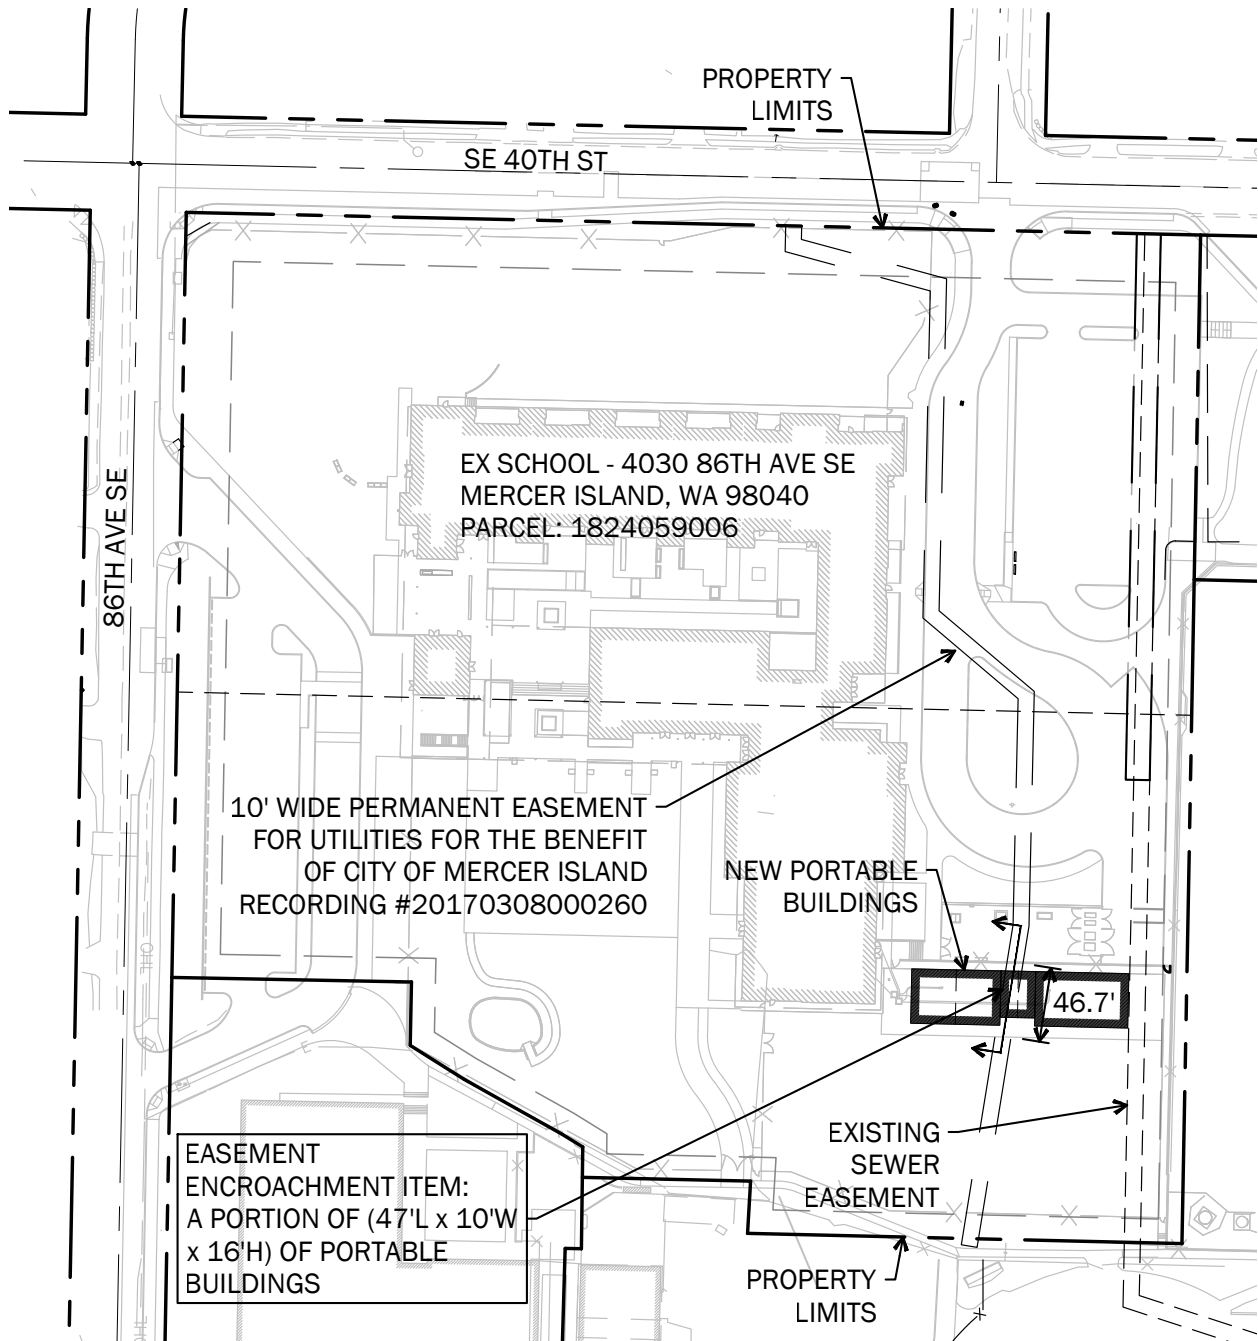 PROPERTY
LIMITS
SE 40TH ST
EX SCHOOL - 4030 86TH AVE SE
MERCER ISLAND, WA 98040
PARCEL: 1824059006
86TH AVE SE
10' WIDE PERMANENT EASEMENT
FOR UTILITIES FOR THE BENEFIT
OF CITY OF MERCER ISLAND
RECORDING #20170308000260
NEW PORTABLE
BUILDINGS
OHL
46.7'
E
EXISTING
SEWER
EASEMENT
EASEMENT
ENCROACHMENT ITEM:
A PORTION OF (47'L x 10'W
x 16'H) OF PORTABLE
BUILDINGS
PROPERTY
LIMITS